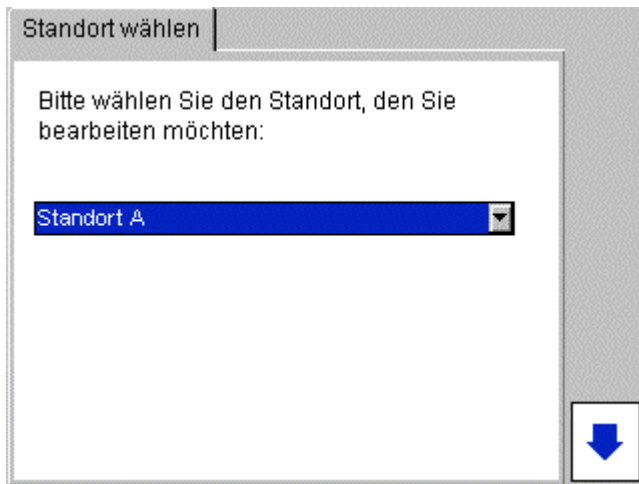 Standort wählen
Bitte wählen Sie den Standort, den Sie
bearbeiten möchten:
Standort A